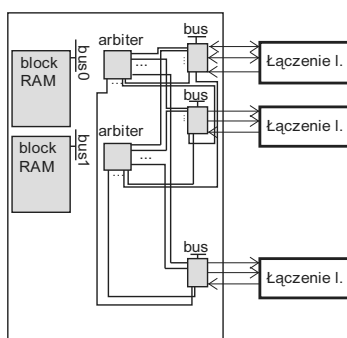 bus
block
RAM
bus0
arbiter
...
...
Łączenie I.
bus
Łączenie I.
block
RAM
bus1
arbiter
...
...
bus
Łączenie I.